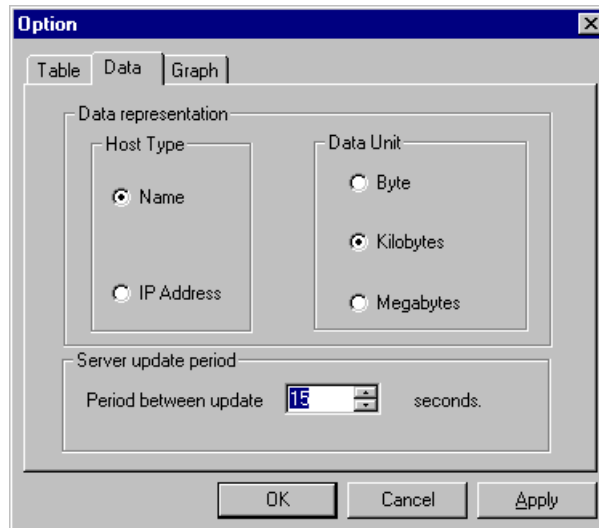 Option
Table Data Graph
Data representation
Host Type
Name
IP Address
Data Unit
Byte
Kilobytes
Megabytes
Server update period
Period between update 15 seconds.
OK Cancel Apply